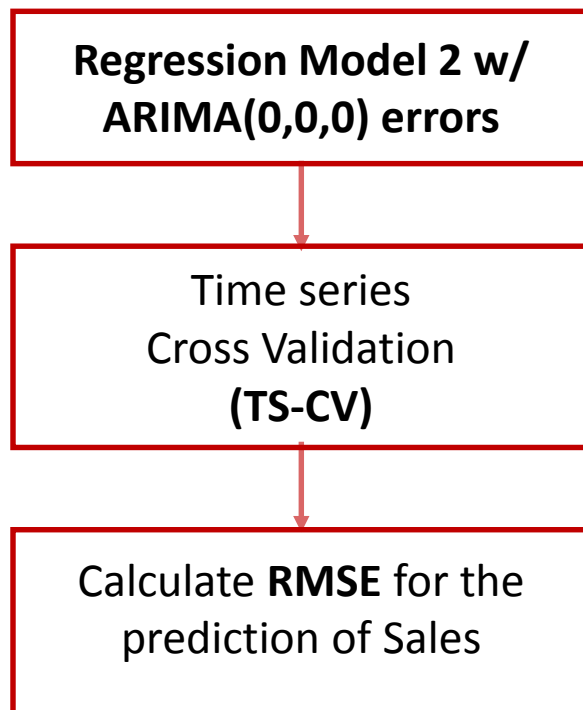 Regression Model 2 w/
ARIMA(0,0,0) errors
Time series
Cross Validation
(TS-CV)
Calculate RMSE for the
prediction of Sales